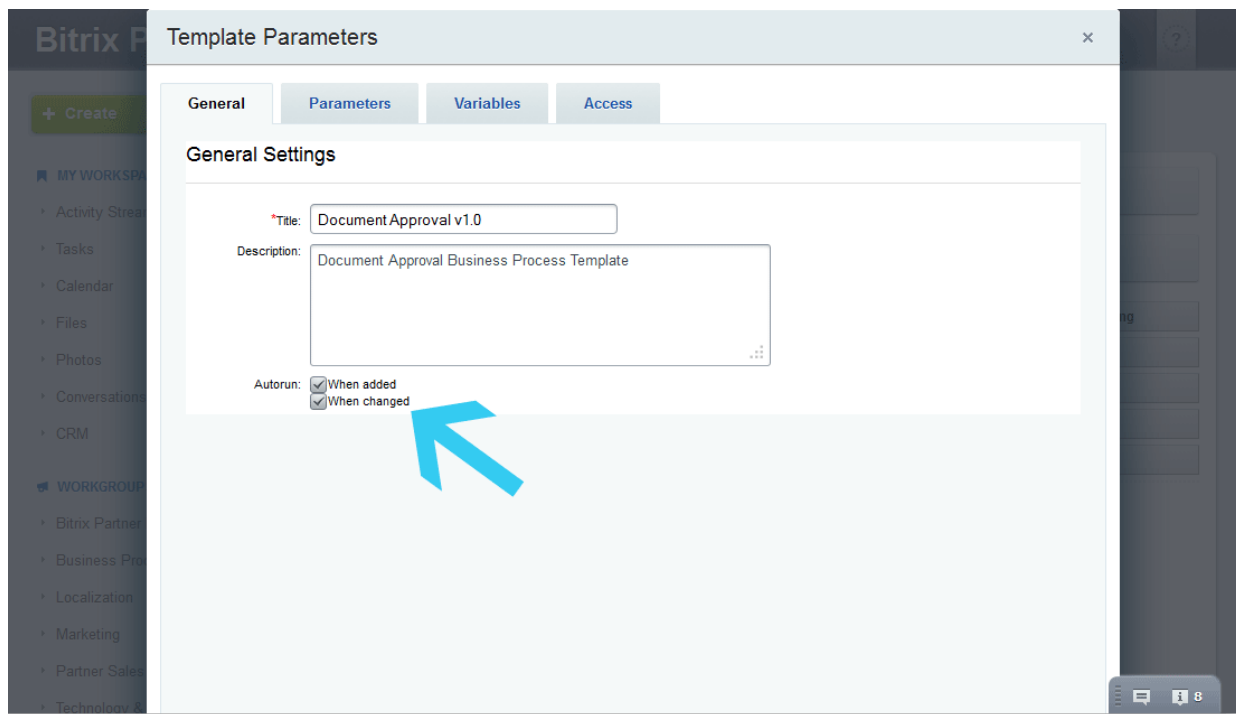 Bitrix P
Template Parameters
×
?
+ Create
General
Parameters
Variables
Access
General Settings
MY WORKSPA
Activity Strea
Tasks
Calendar
Files
Photos
Conversations
CRM
*Title:
Document Approval v1.0
Description:
Document Approval Business Process Template
Autorun:
When added
When changed
ng
WORKGROUP
Bitrix Partner
Business Pro
Localization
Marketing
Partner Sales
Technology &
8